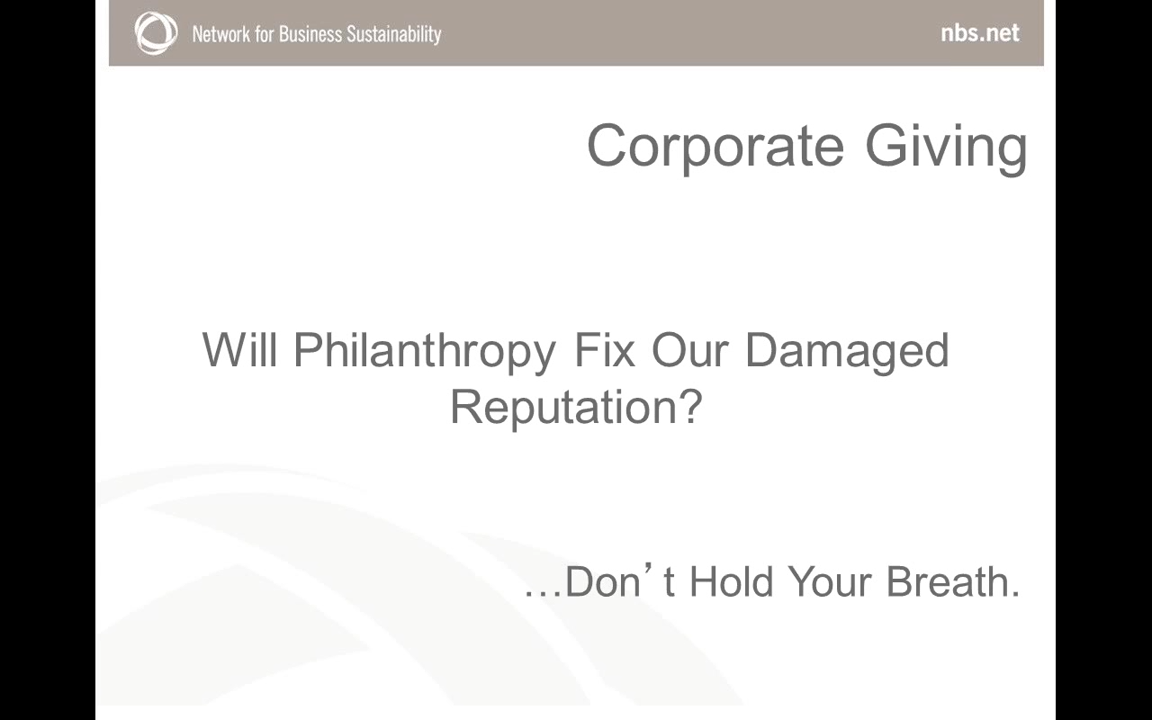 Network for Business Sustainability
nbs.net
Corporate Giving
Will Philanthropy Fix Our Damaged
Reputation?
…Don’t Hold Your Breath.